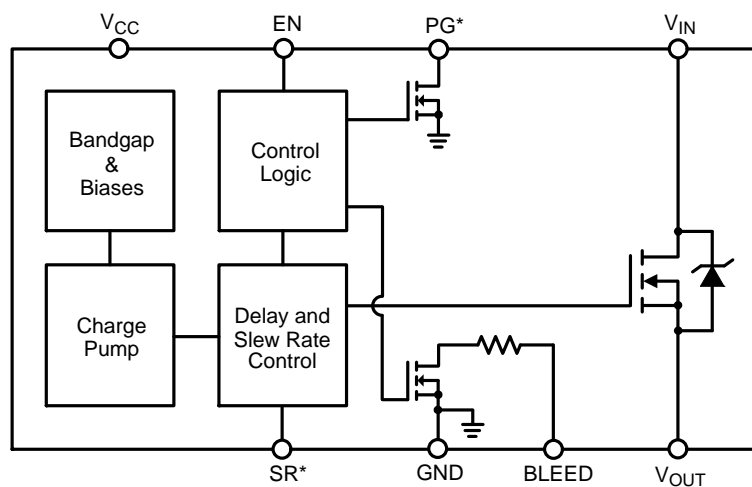 VCC
EN
PG*
VIN
Bandgap
&
Biases
Control
Logic
Charge
Pump
Delay and
Slew Rate
Control
SR*
GND
BLEED
VOUT